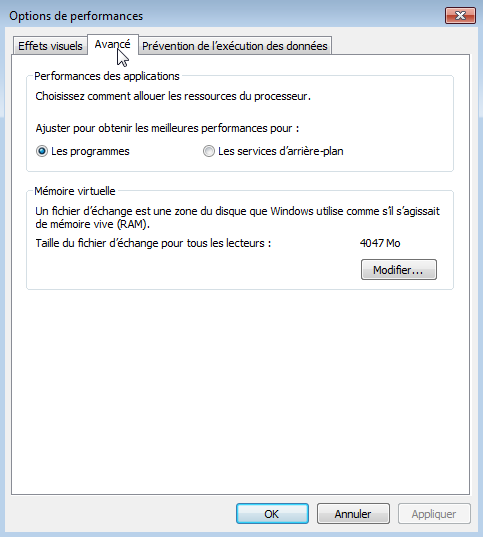 Options de performances
Effets visuels
Avancé
Prévention de l'exécution des données
Performances des applications
Choisissez comment allouer les ressources du processeur.
Ajuster pour obtenir les meilleures performances pour :
Les programmes
Les services d'arrière-plan
Mémoire virtuelle
Un fichier d'échange est une zone du disque que Windows utilise comme s'il s'agissait
de mémoire vive (RAM).
Taille du fichier d'échange pour tous les lecteurs : 4047 Mo
Modifier...
OK
Annuler
Appliquer